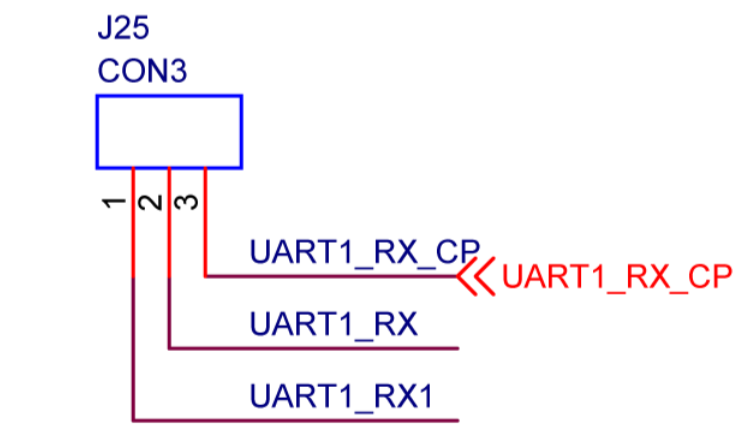 J25
CON3
1 2 3
UART1_RX_CP
UART1_RX_CP
UART1_RX
UART1_RX1